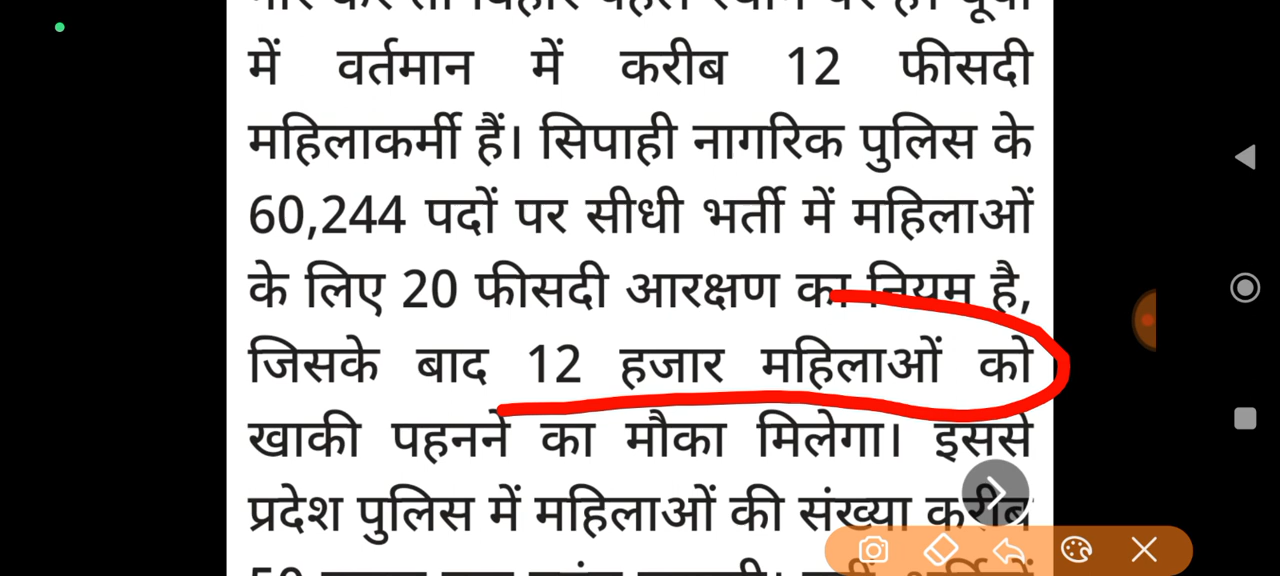 में वर्तमान में करीब 12 फीसदी
महिलाकर्मी हैं। सिपाही नागरिक पुलिस के
60,244 पदों पर सीधी भर्ती में महिलाओं
के लिए 20 फीसदी आरक्षण का नियम है,
जिसके बाद 12 हजार महिलाओं को
खाकी पहनने का मौका मिलेगा। इससे
प्रदेश पुलिस में महिलाओं की संख्या करीब